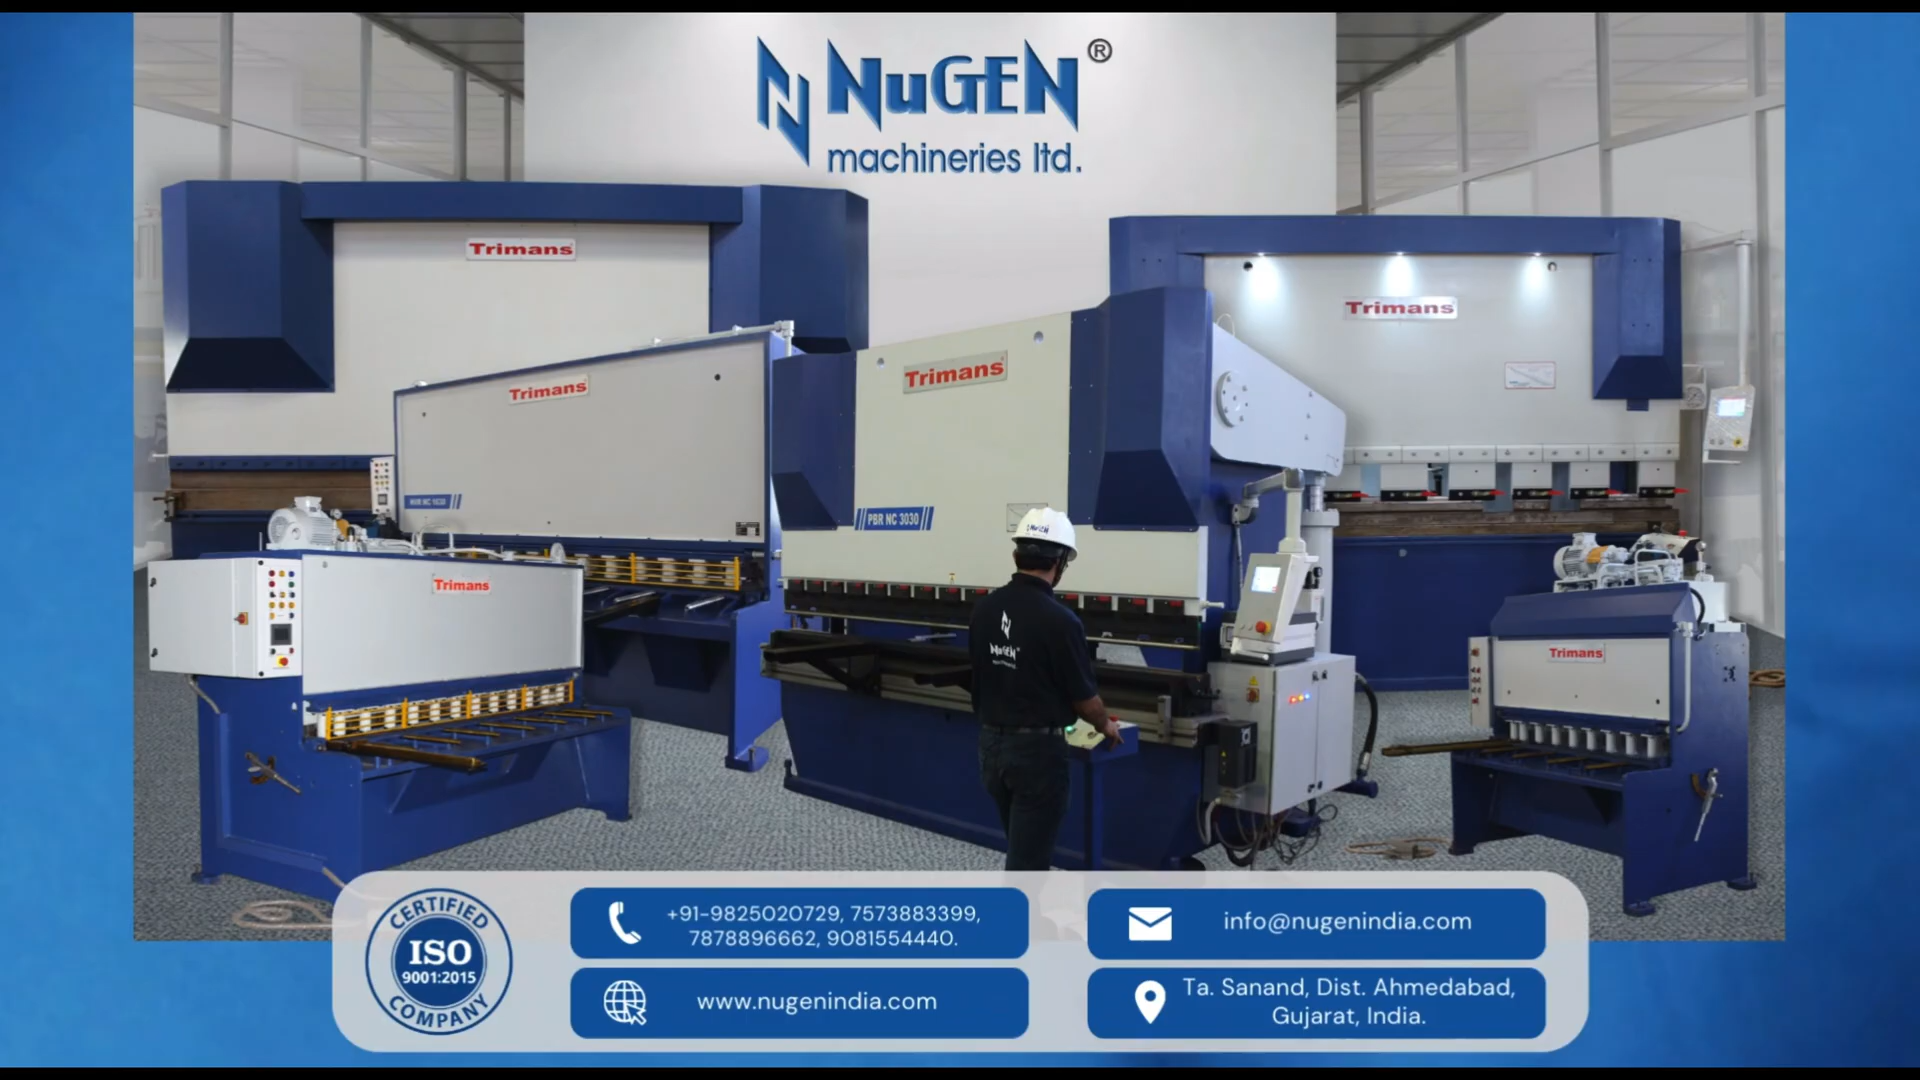 NuGEN ®
machineries ltd.
Trimans
Trimans
Trimans
Trimans
PBR NC 3030
NuGEN
Trimans
Trimans
NuGEN
CERTIFIED
ISO
9001:2015
COMPANY
+91-9825020729, 7573883399,
7878896662, 9081554440.
info@nugenindia.com
www.nugenindia.com
Ta. Sanand, Dist. Ahmedabad,
Gujarat, India.